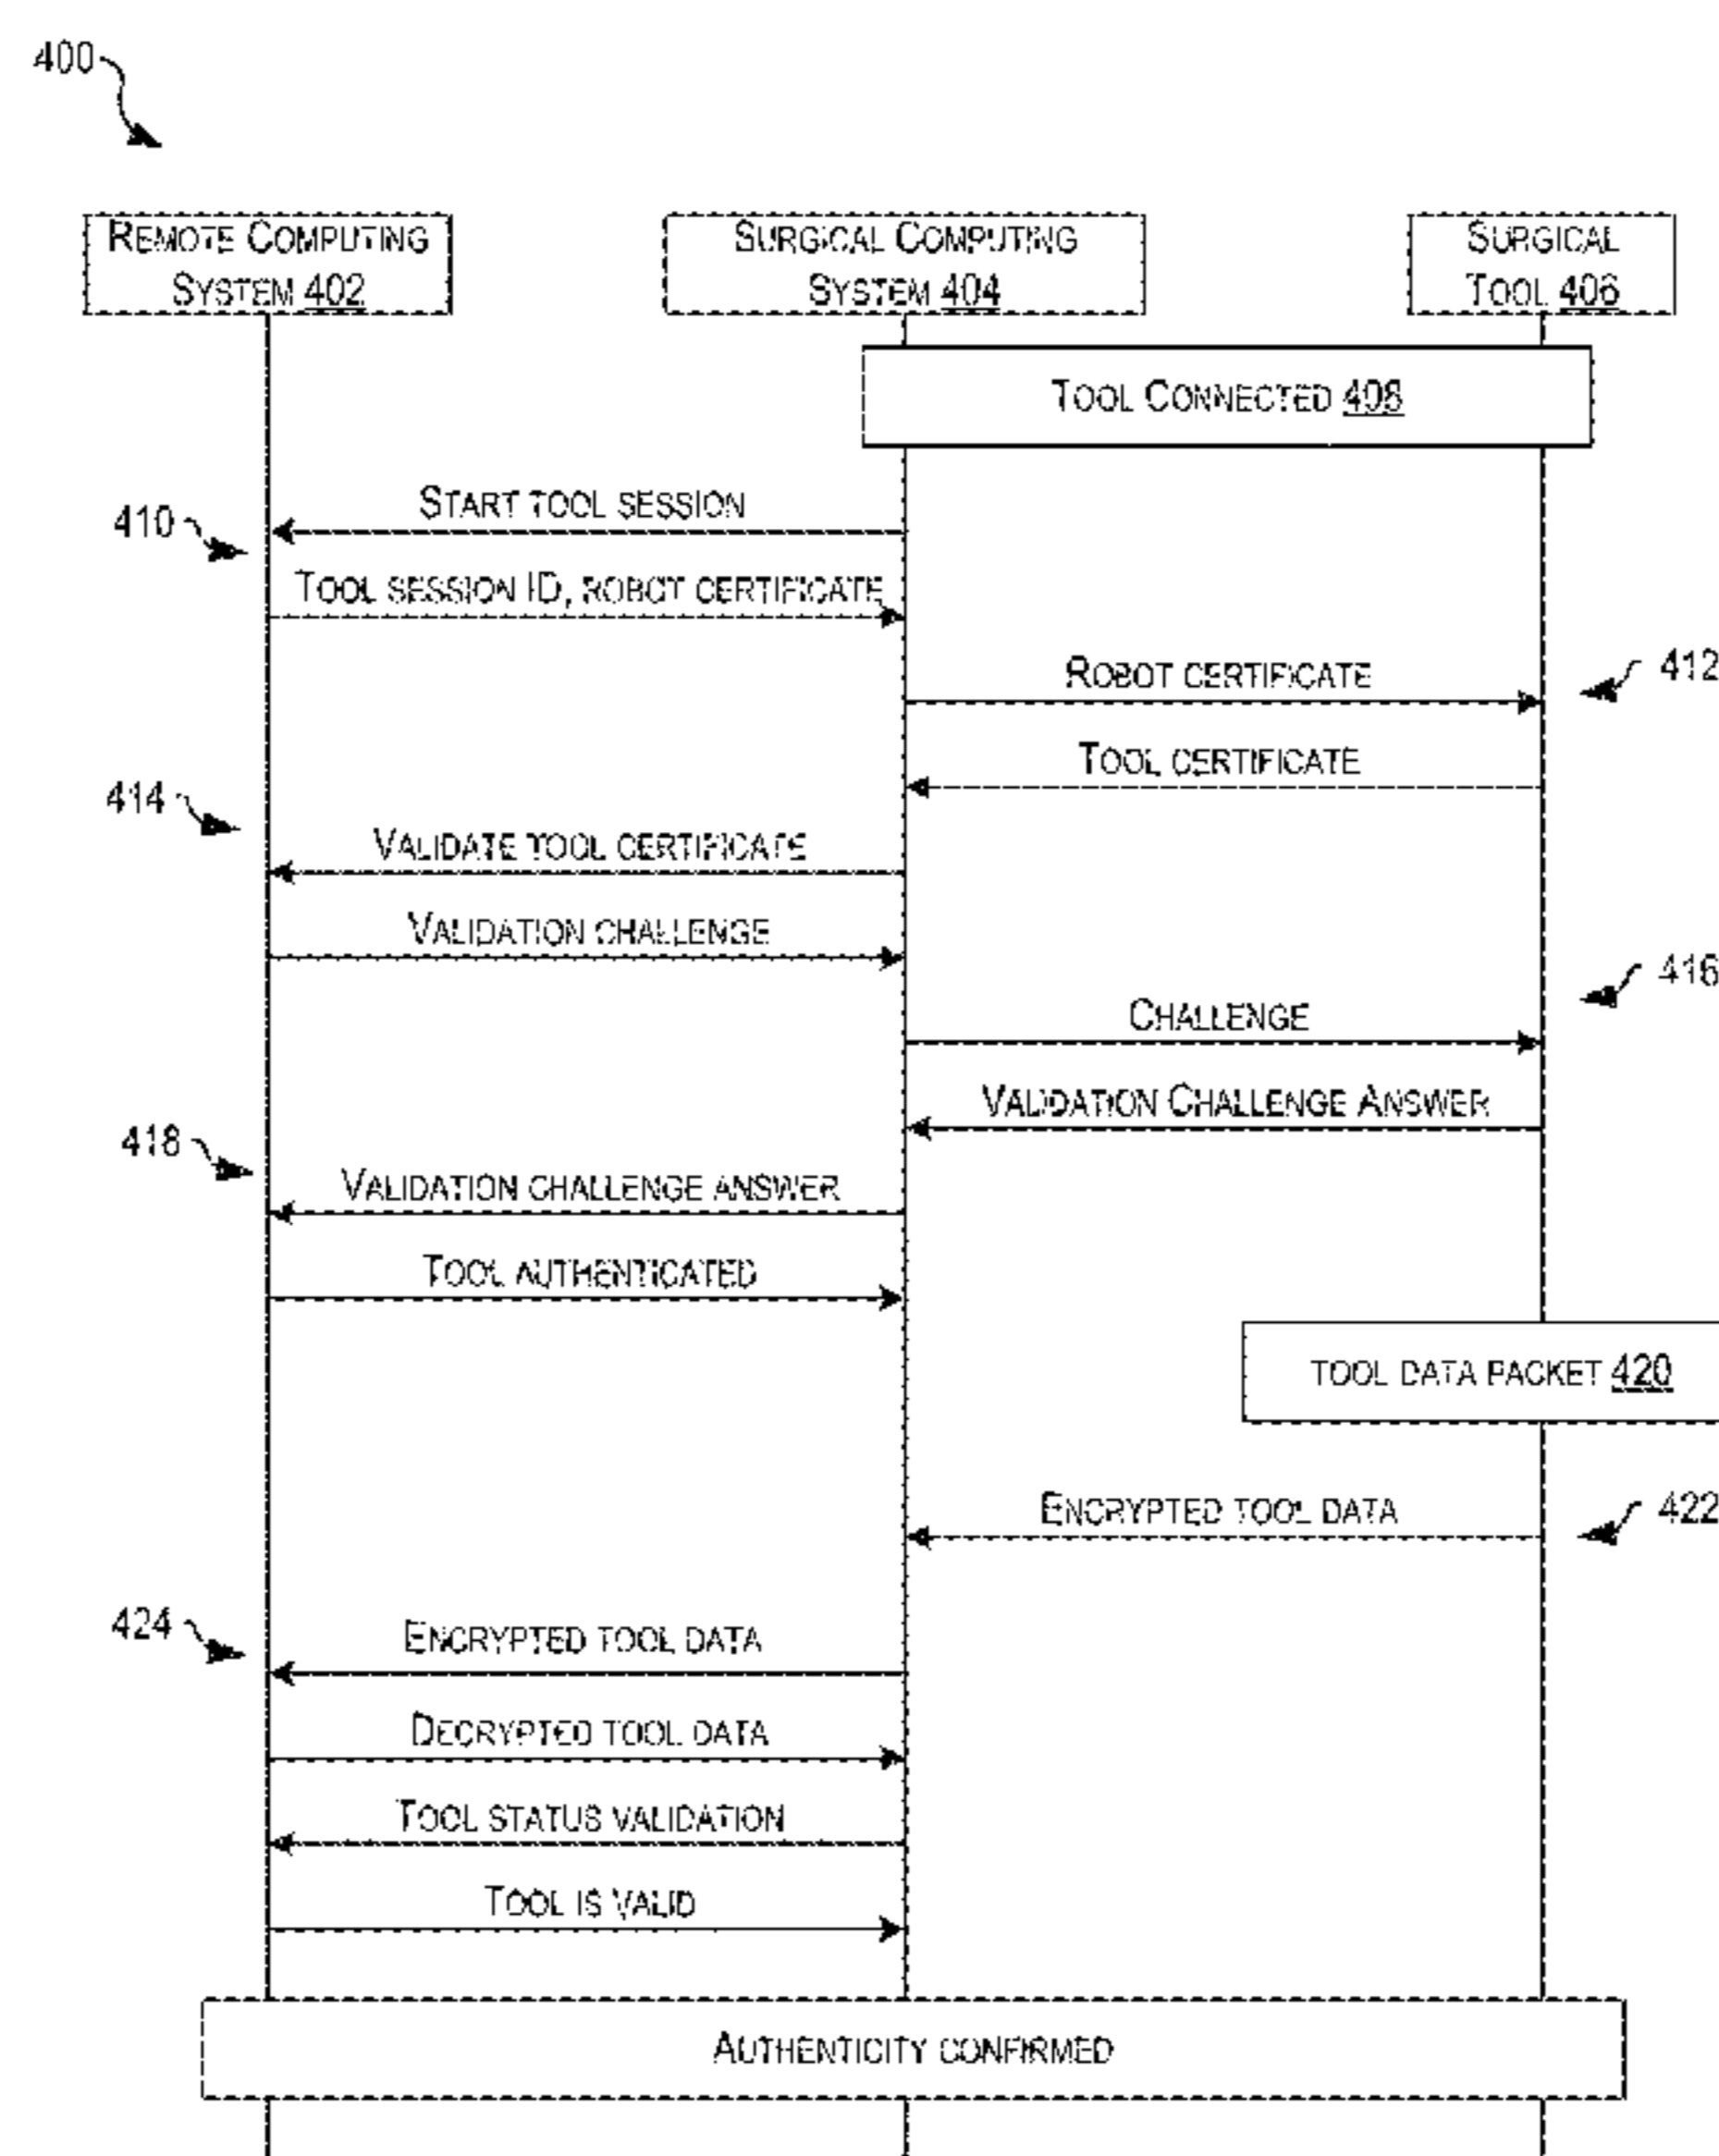 400
REMOTE COMPUTING
SYSTEM 402
SURGICAL COMPUTING
SYSTEM 404
SURGICAL
TOOL 406
TOOL CONNECTED 408
START TOOL SESSION
410
TOOL SESSION ID, ROBOT CERTIFICATE
ROBOT CERTIFICATE
412
TOOL CERTIFICATE
414
VALIDATE TOOL CERTIFICATE
VALIDATION CHALLENGE
416
CHALLENGE
VALIDATION CHALLENGE ANSWER
418
VALIDATION CHALLENGE ANSWER
TOOL AUTHENTICATED
TOOL DATA PACKET 420
ENCRYPTED TOOL DATA
422
424
ENCRYPTED TOOL DATA
DECRYPTED TOOL DATA
TOOL STATUS VALIDATION
TOOL IS VALID
AUTHENTICITY CONFIRMED